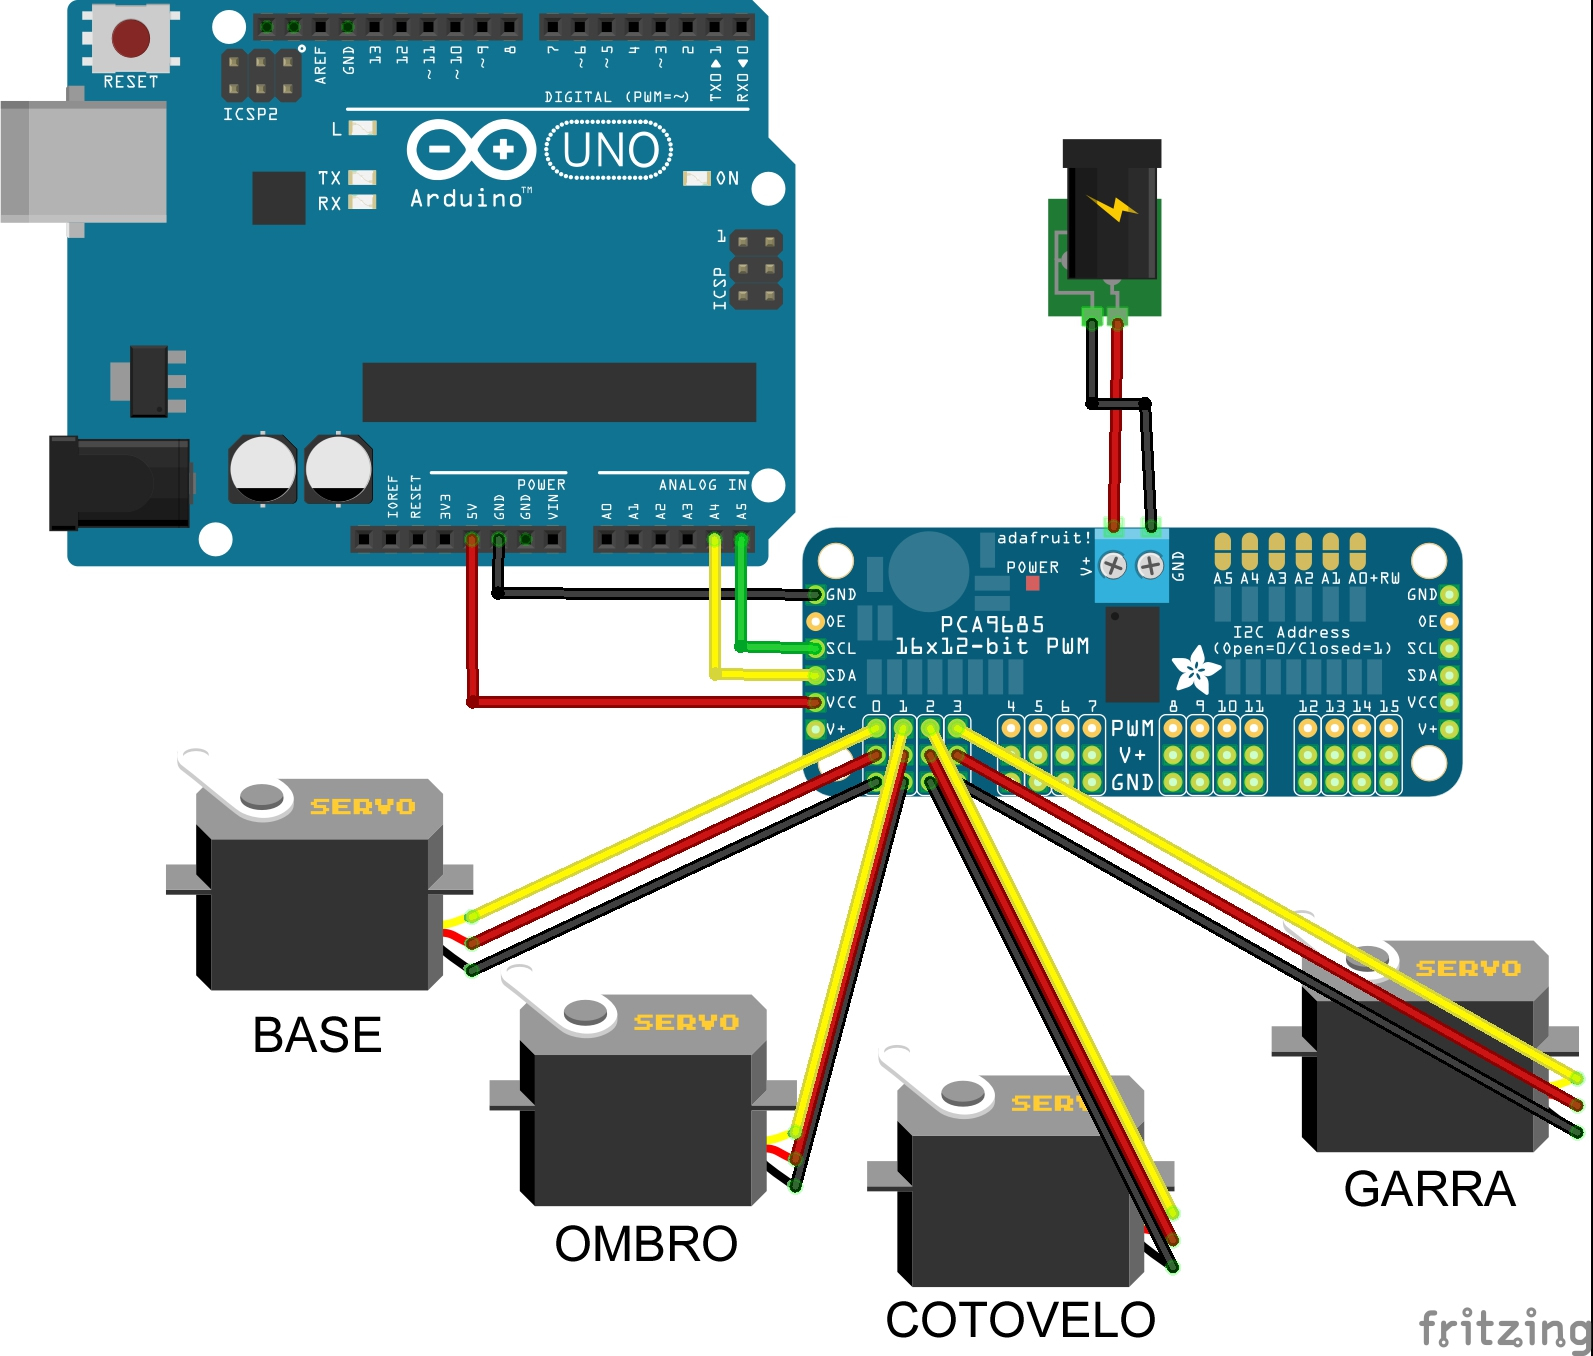 RESET
ICSP2
AREF
GND
13
12
~11
~10
~9
8
7
~6
~5
4
~3
2
TX0▶1
RX0◀0
DIGITAL (PWM=~)
L
TX
RX
Arduino™
UNO
ON
1
ICSP
IOREF
RESET
3V3
5V
GND
GND
VIN
POWER
A0
A1
A2
A3
A4
A5
ANALOG IN
adafruit!
POWER
V+
GND
A5 A4 A3 A2 A1 A0+RW
GND
OE
SCL
SDA
VCC
V+
PCA9685
16x12-bit PWM
I2C Address
(Open=0/Closed=1)
GND
OE
SCL
SDA
VCC
V+
0 1 2 3 4 5 6 7 8 9 10 11 12 13 14 15
PWM
V+
GND
SERVO
BASE
SERVO
OMBRO
SERVO
COTOVELO
SERVO
GARRA
fritzing